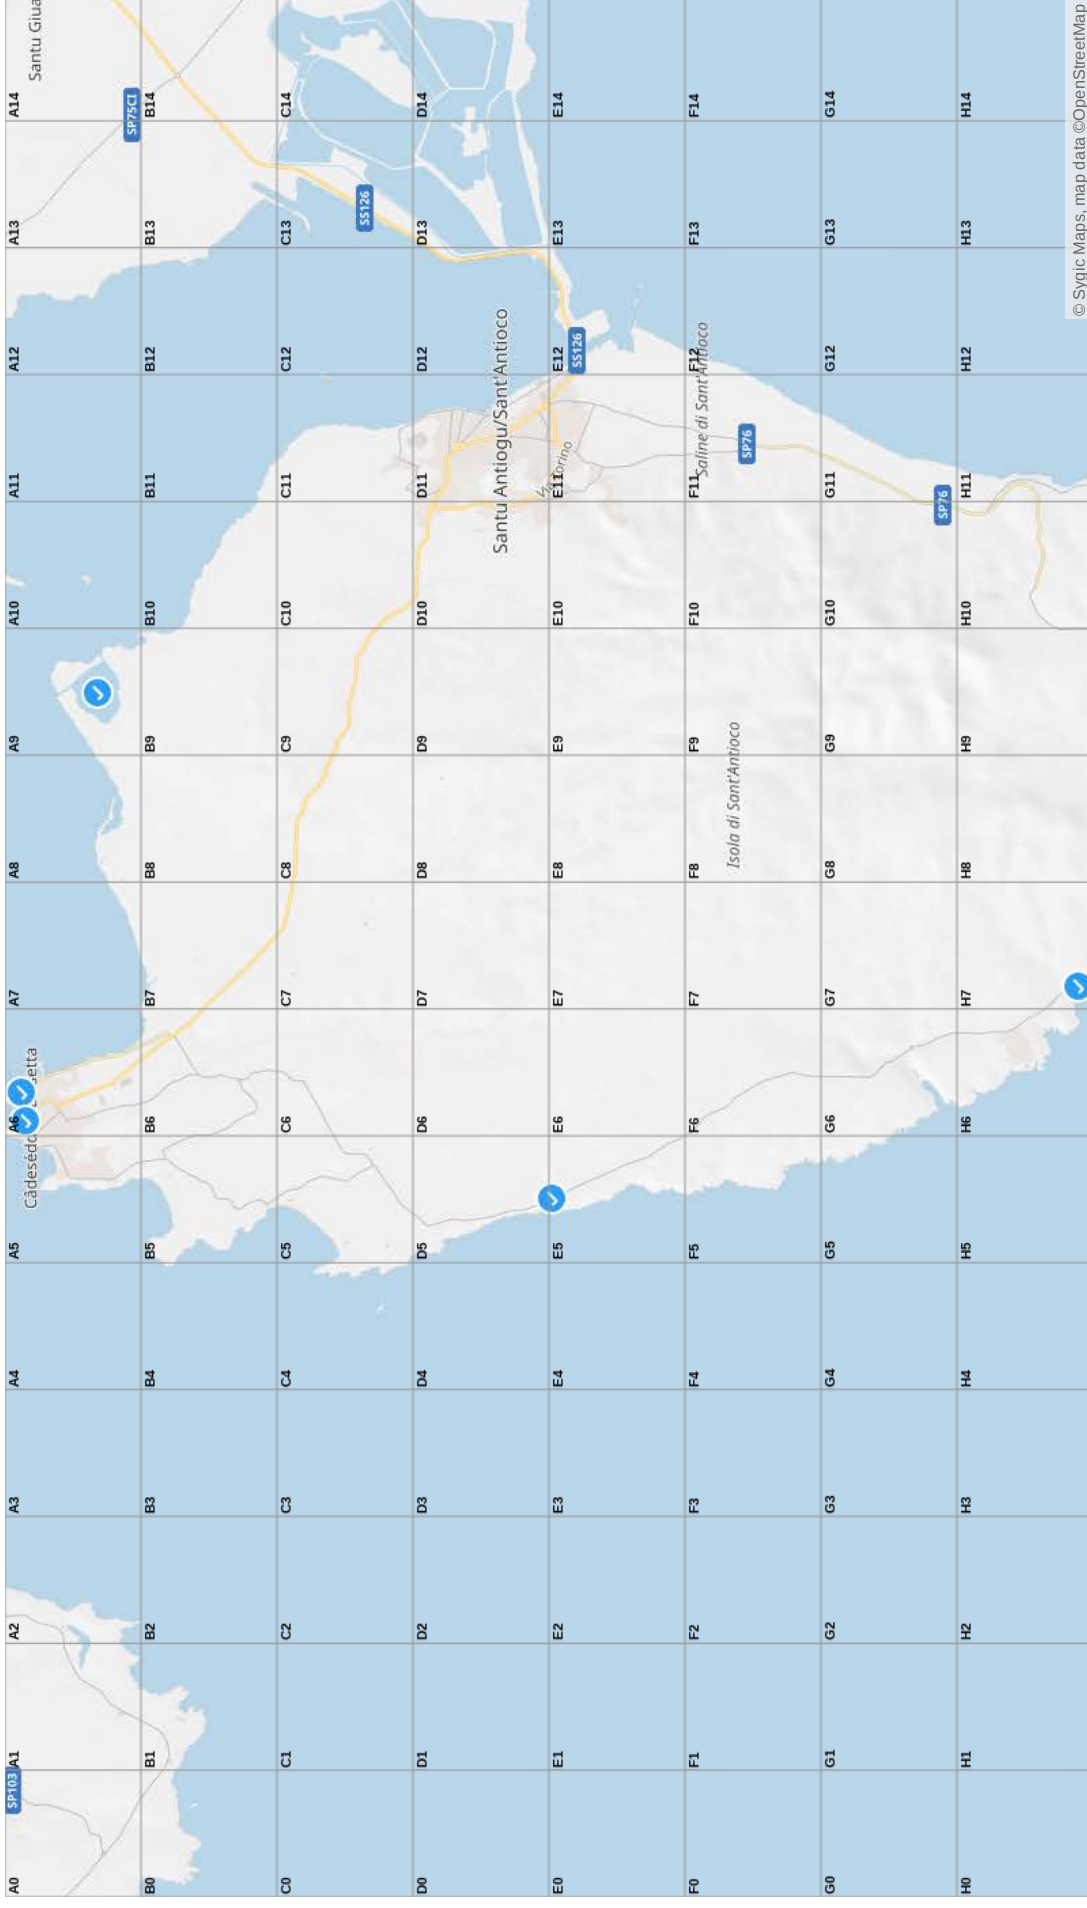 A0 A1 A2 A3 A4 A5 A6 A7 A8 A9 A10 A11 A12 A13 A14
SP103
Santu Giua
SP75CI
B0 B1 B2 B3 B4 B5 B6 B7 B8 B9 B10 B11 B12 B13 B14
C0 C1 C2 C3 C4 C5 C6 C7 C8 C9 C10 C11 C12 C13 C14
SS126
D0 D1 D2 D3 D4 D5 D6 D7 D8 D9 D10 D11 D12 D13 D14
Santu Antiogu/Sant'Antioco
E0 E1 E2 E3 E4 E5 E6 E7 E8 E9 E10 E11 E12 E13 E14
Via Torino
SS126
F0 F1 F2 F3 F4 F5 F6 F7 F8 F9 F10 F11 F12 F13 F14
Saline di Sant'Antioco
Isola di Sant'Antioco
SP76
G0 G1 G2 G3 G4 G5 G6 G7 G8 G9 G10 G11 G12 G13 G14
SP76
H0 H1 H2 H3 H4 H5 H6 H7 H8 H9 H10 H11 H12 H13 H14
© Sygic Maps, map data ©OpenStreetMap